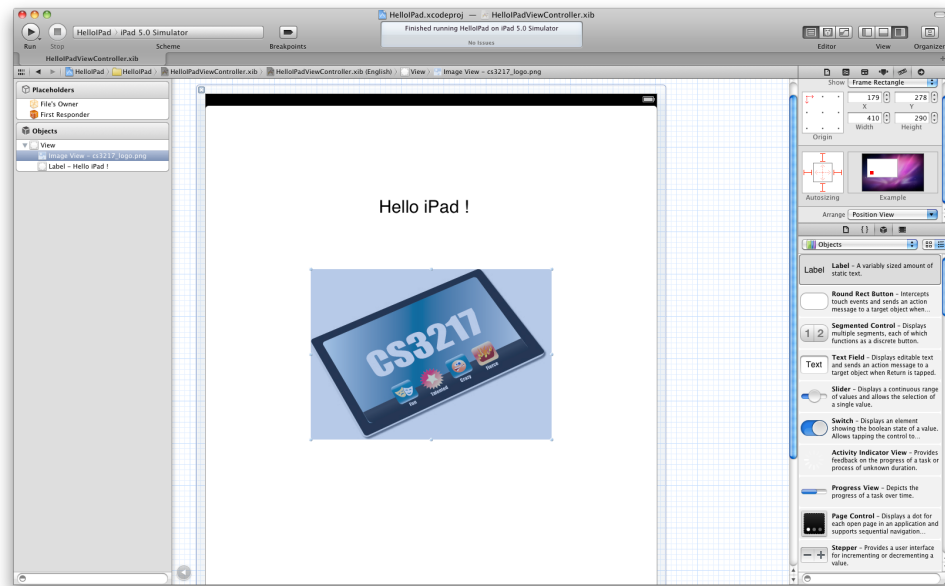 HelloIPad.xcodeproj — HelloIPadViewController.xib
Run
Stop
HelloIPad
iPad 5.0 Simulator
Scheme
Breakpoints
Finished running HelloIPad on iPad 5.0 Simulator
No Issues
Editor
View
Organizer
HelloIPadViewController.xib
HelloIPad
HelloIPad
HelloIPadViewController.xib
HelloIPadViewController.xib (English)
View
Image View – cs3217_logo.png
Placeholders
File's Owner
First Responder
Objects
View
Image View – cs3217_logo.png
Label – Hello iPad !
Hello iPad !
CS3217
Fun
Talented
Crazy
Fierce
Show
Frame Rectangle
179
278
X
Y
410
290
Width
Height
Origin
Autosizing
Example
Arrange
Position View
{ }
Objects
Label
Label – A variably sized amount of
static text.
Round Rect Button – Intercepts
touch events and sends an action
message to a target object when...
1 2
Segmented Control – Displays
multiple segments, each of which
functions as a discrete button.
Text
Text Field – Displays editable text
and sends an action message to a
target object when Return is tapped.
Slider – Displays a continuous range
of values and allows the selection of
a single value.
Switch – Displays an element
showing the boolean state of a value.
Allows tapping the control to...
Activity Indicator View – Provides
feedback on the progress of a task or
process of unknown duration.
Progress View – Depicts the
progress of a task over time.
Page Control – Displays a dot for
each open page in an application and
supports sequential navigation...
Stepper – Provides a user interface
for incrementing or decrementing a
value.